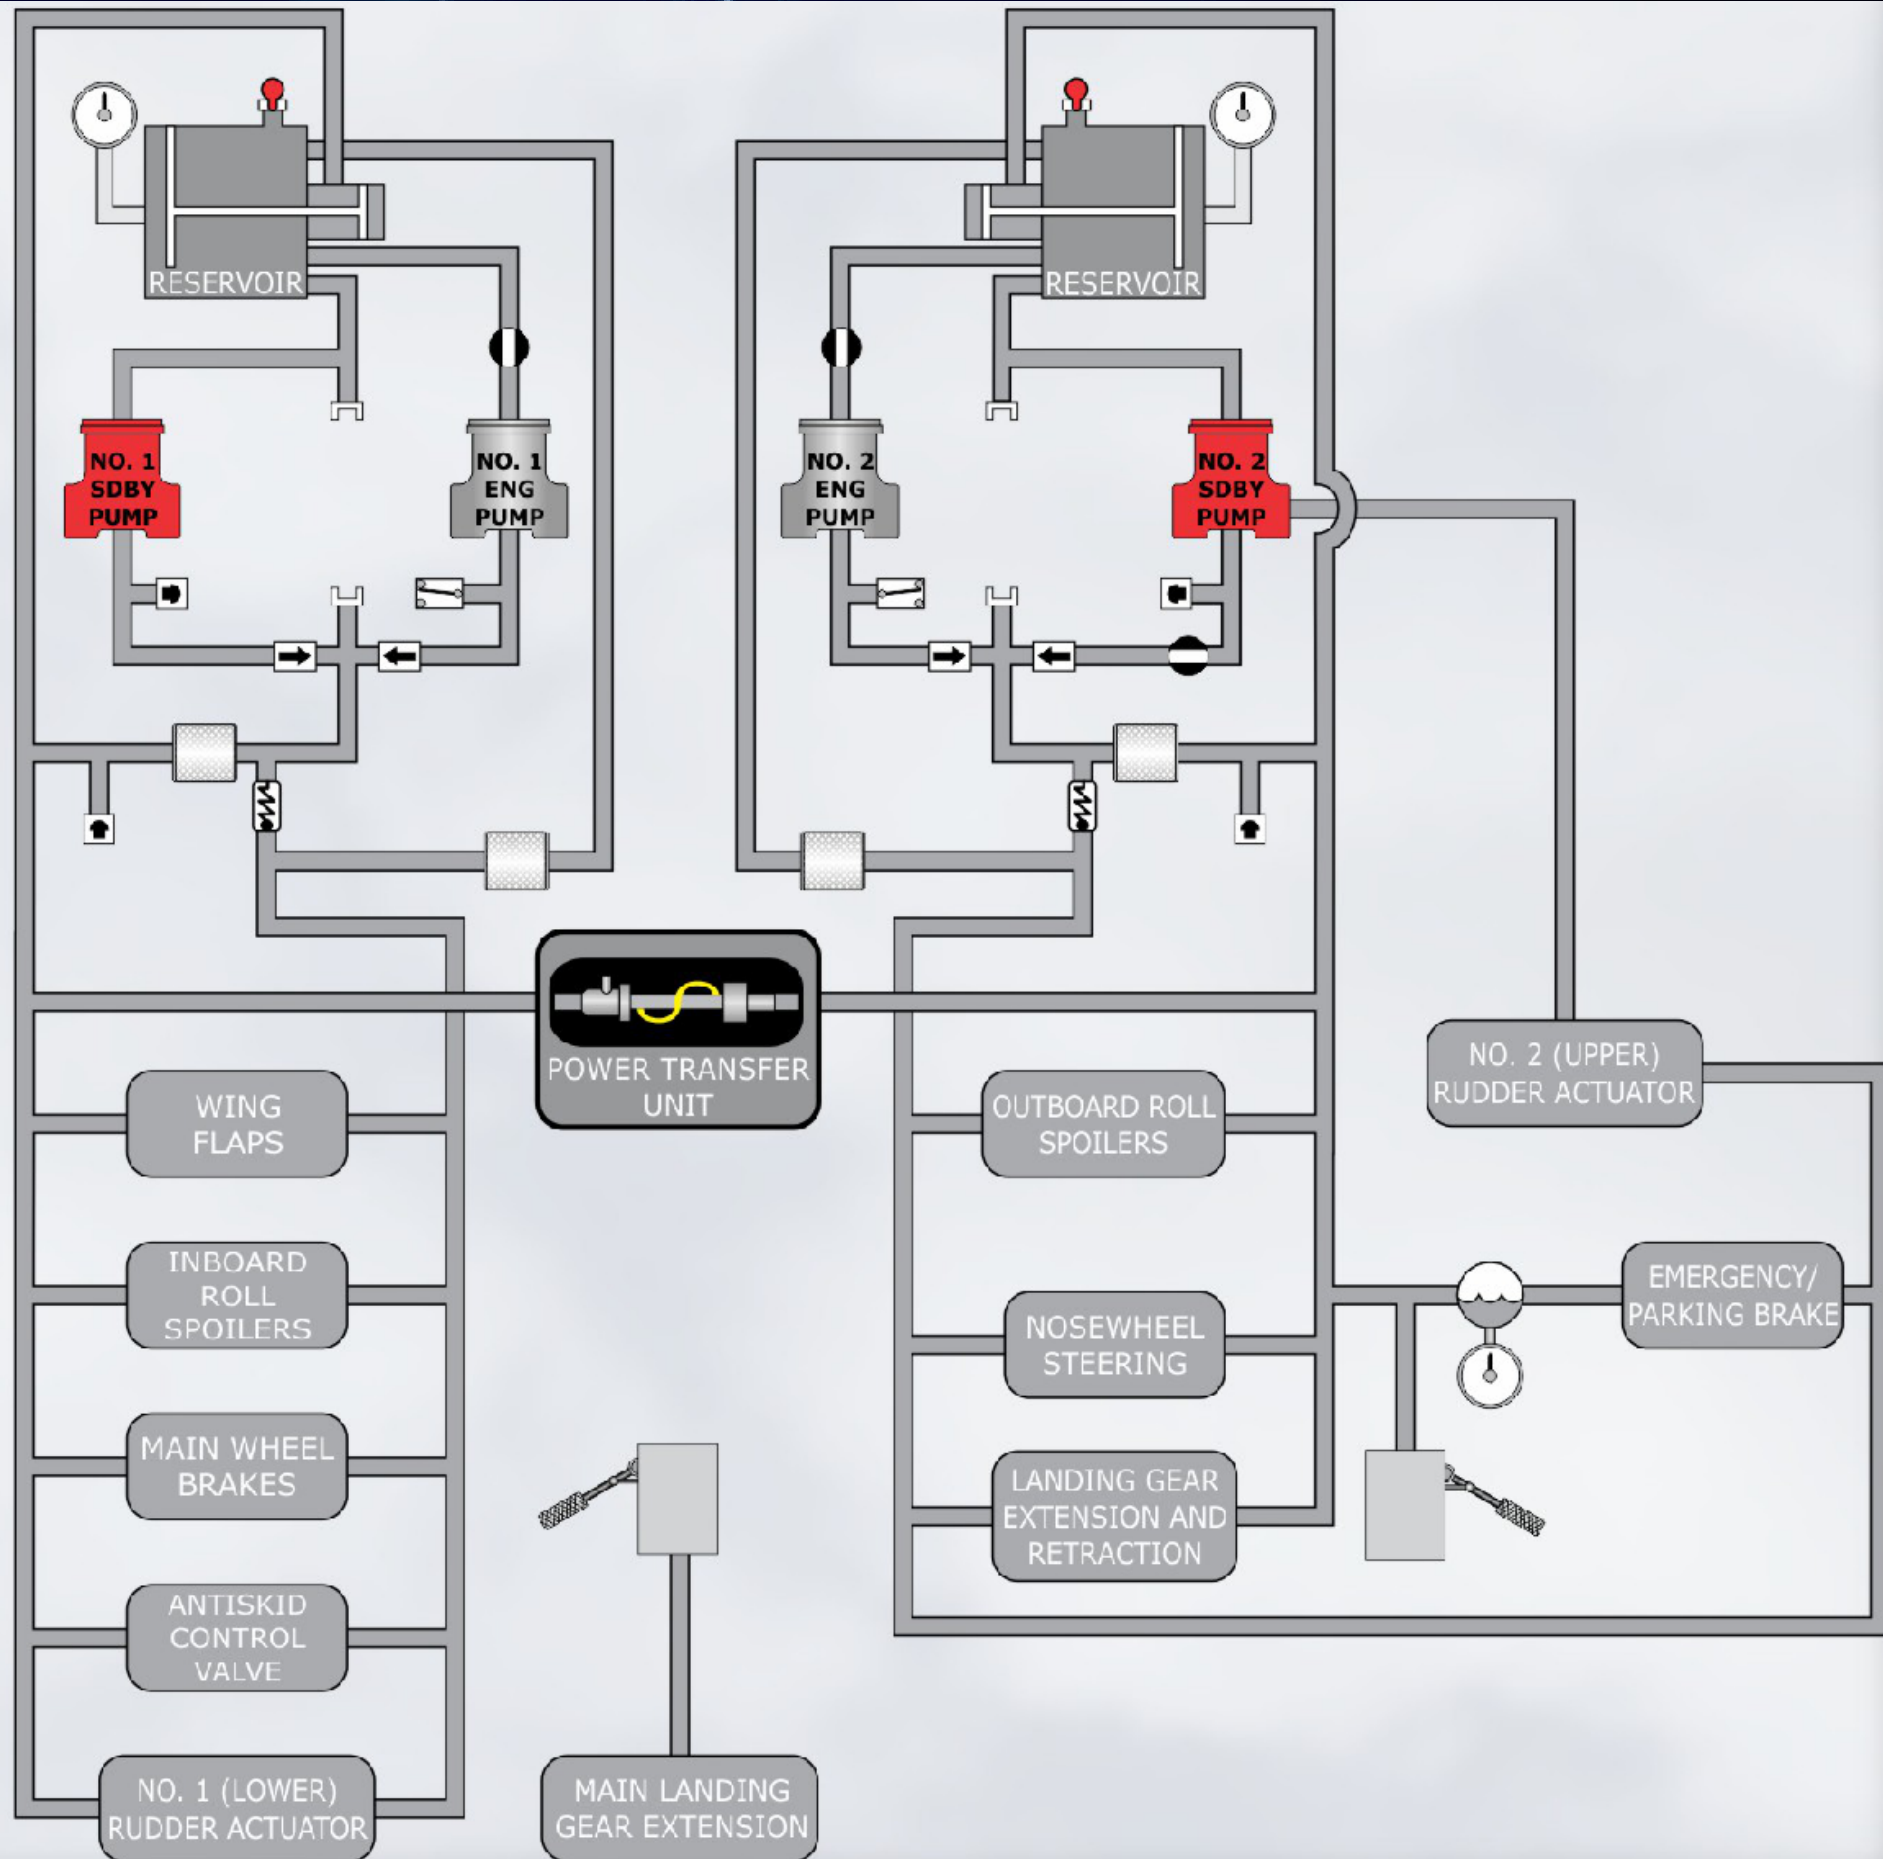 RESERVOIR
RESERVOIR
NO. 1
SDBY
PUMP
NO. 1
ENG
PUMP
NO. 2
ENG
PUMP
NO. 2
SDBY
PUMP
POWER TRANSFER
UNIT
NO. 2 (UPPER)
RUDDER ACTUATOR
WING
FLAPS
OUTBOARD ROLL
SPOILERS
INBOARD
ROLL
SPOILERS
NOSEWHEEL
STEERING
EMERGENCY/
PARKING BRAKE
MAIN WHEEL
BRAKES
LANDING GEAR
EXTENSION AND
RETRACTION
ANTISKID
CONTROL
VALVE
NO. 1 (LOWER)
RUDDER ACTUATOR
MAIN LANDING
GEAR EXTENSION